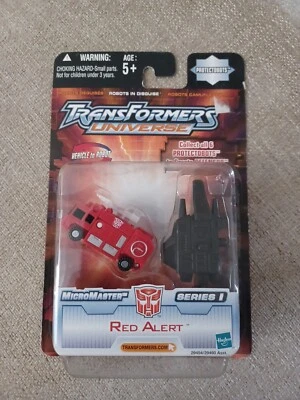 WARNING:
CHOKING HAZARD-Small parts.
Not for children under 3 years.
AGE:
5+
PROTECTOBOTS
ROBOTS IN DISGUISE
TRANSFORMERS
UNIVERSE
VEHICLE to ROBOT
Collect all 6
PROTECTOBOTS
MICROMASTER
SERIES 1
RED ALERT™
TRANSFORMERS.COM
Hasbro